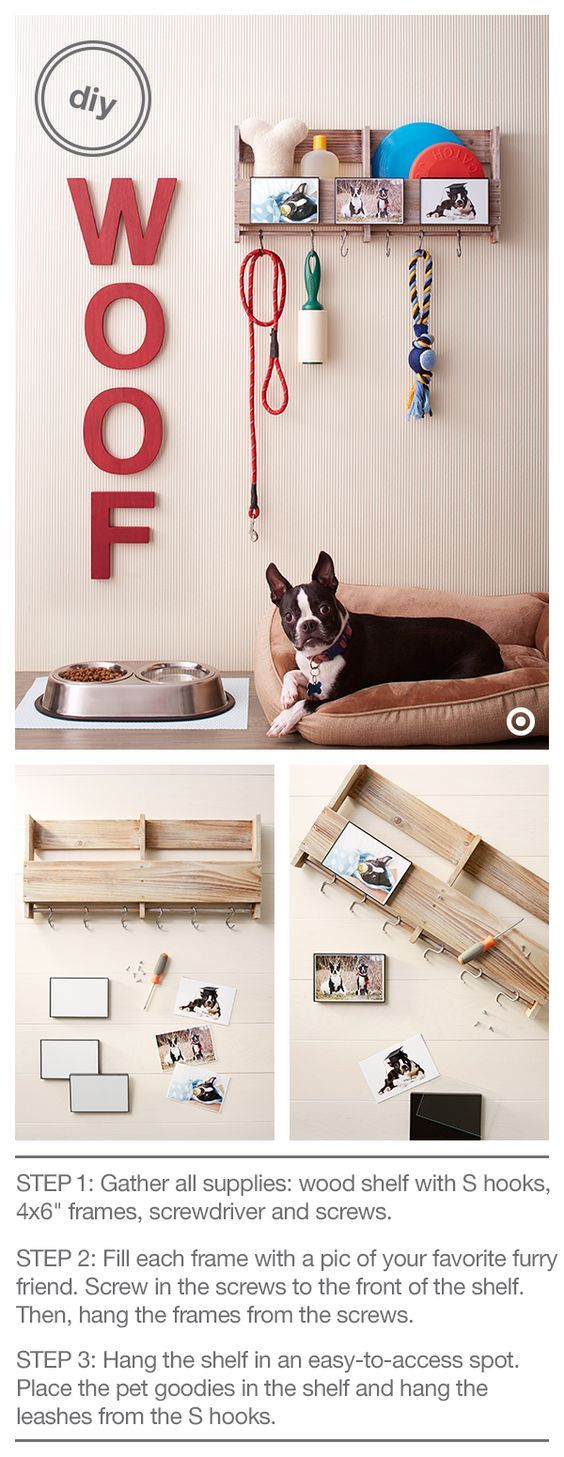 diy
W
O
O
F
CATCH
STEP 1: Gather all supplies: wood shelf with S hooks,
4x6" frames, screwdriver and screws.
STEP 2: Fill each frame with a pic of your favorite furry
friend. Screw in the screws to the front of the shelf.
Then, hang the frames from the screws.
STEP 3: Hang the shelf in an easy-to-access spot.
Place the pet goodies in the shelf and hang the
leashes from the S hooks.